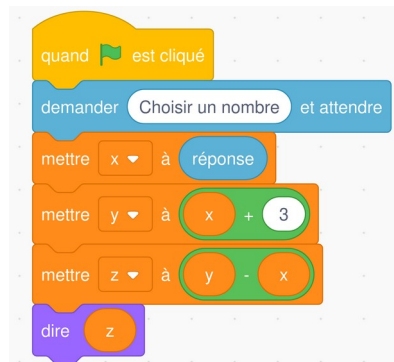 quand est cliqué
demander Choisir un nombre et attendre
mettre x à réponse
mettre y à x + 3
mettre z à y - x
dire z